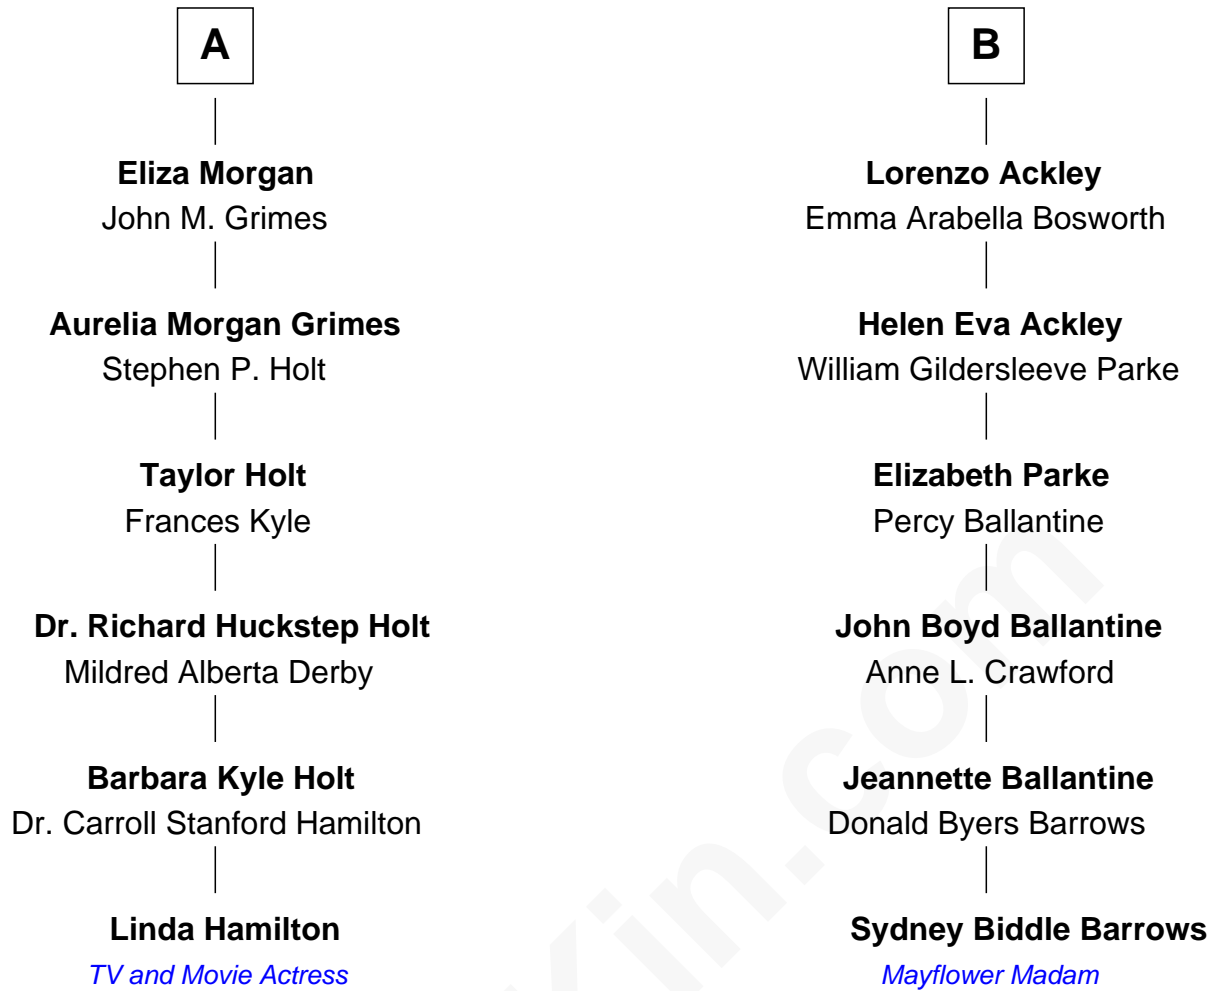 A
Eliza Morgan
John M. Grimes
Aurelia Morgan Grimes
Stephen P. Holt
Taylor Holt
Frances Kyle
Dr. Richard Huckstep Holt
Mildred Alberta Derby
Barbara Kyle Holt
Dr. Carroll Stanford Hamilton
Linda Hamilton
TV and Movie Actress
B
Lorenzo Ackley
Emma Arabella Bosworth
Helen Eva Ackley
William Gildersleeve Parke
Elizabeth Parke
Percy Ballantine
John Boyd Ballantine
Anne L. Crawford
Jeannette Ballantine
Donald Byers Barrows
Sydney Biddle Barrows
Mayflower Madam
Kin.com